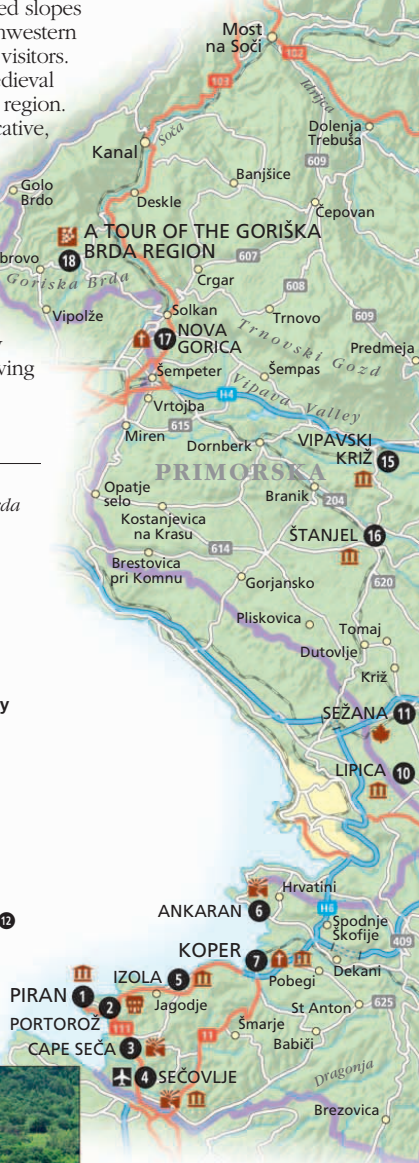 ed slopes
nwestern
visitors.
edieval
region.
cative,
ving
rda
y
12
Most
na Soči
102
103
Idrijca
Soča
Dolenja
Trebuša
Kanal
609
Banjšice
Golo
Brdo
Deskle
Čepovan
A TOUR OF THE GORIŠKA
BRDA REGION
18
brovo
607
Goriska Brda
Crgar
608
Vipolže
Solkan
Trnovo
609
17
NOVA
GORICA
Trnovski Gozd
Predmeja
Šempeter
Šempas
H4
Vipava Valley
Vrtojba
615
Miren
Dornberk
VIPAVSKI
KRIŽ
15
PRIMORSKA
Opatje
selo
Branik
204
Kostanjevica
na Krasu
ŠTANJEL
16
614
Brestovica
pri Komnu
Gorjansko
620
Pliskovica
Tomaj
Dutovlje
Križ
SEŽANA
11
LIPICA
10
Hrvatini
ANKARAN
6
H6
Spodnje
Škofije
409
KOPER
7
Dekani
IZOLA
5
Pobegi
PIRAN
1
2
Jagodje
St Anton
625
PORTOROŽ
111
11
Šmarje
CAPE SEČA
3
Babiči
4
SEČOVLJE
Dragonja
Brezovica